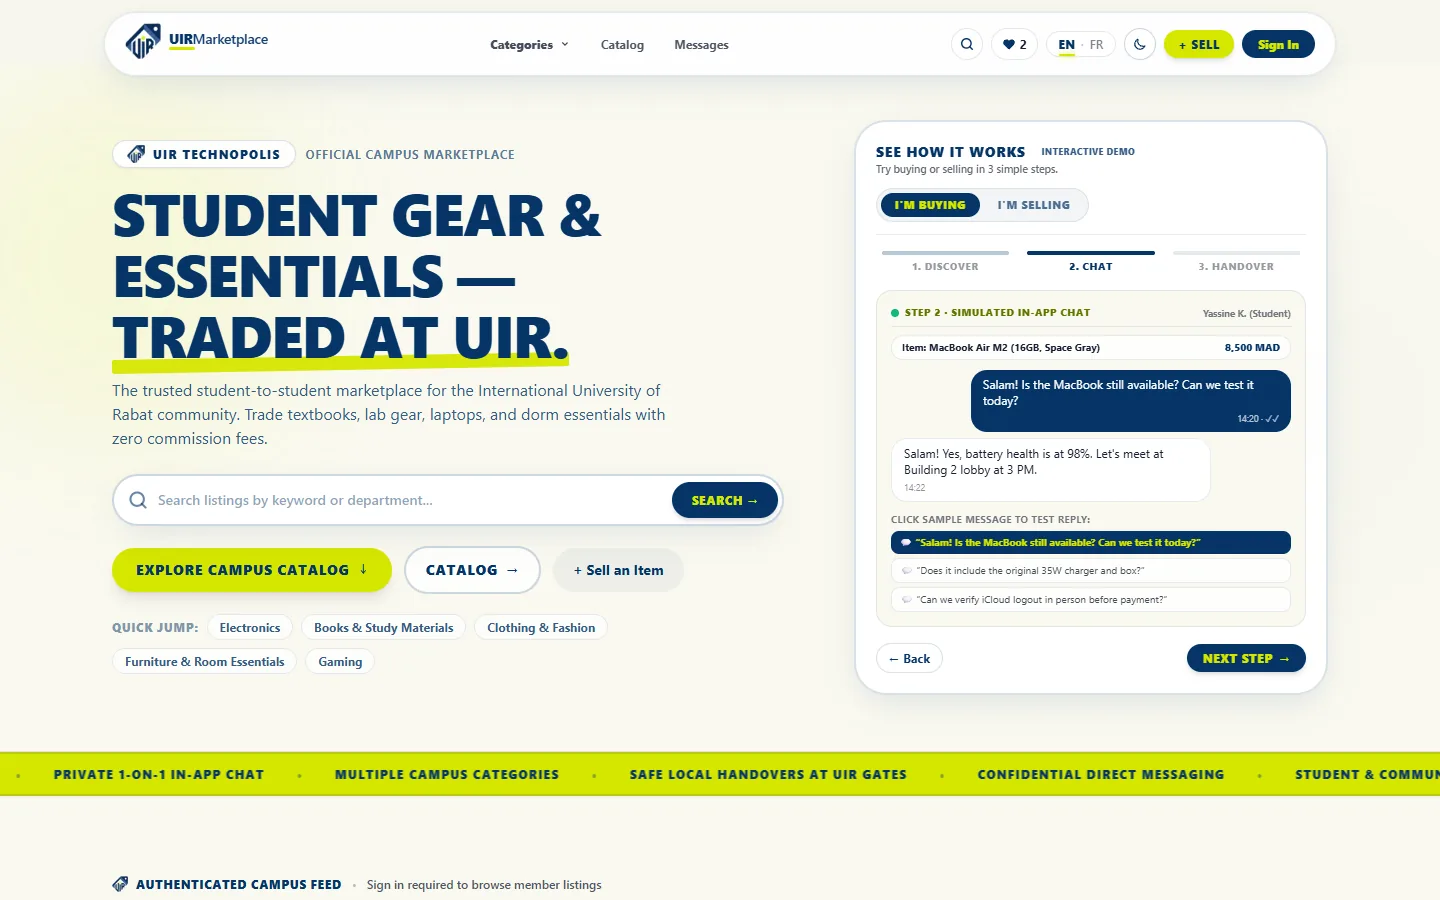 UIR
UIRMarketplace
Categories
Catalog
Messages
2
EN · FR
+ SELL
Sign In
UIR
UIR TECHNOPOLIS
OFFICIAL CAMPUS MARKETPLACE
STUDENT GEAR &
ESSENTIALS —
TRADED AT UIR.
The trusted student-to-student marketplace for the International University of
Rabat community. Trade textbooks, lab gear, laptops, and dorm essentials with
zero commission fees.
Search listings by keyword or department...
SEARCH →
EXPLORE CAMPUS CATALOG ↓
CATALOG →
+ Sell an Item
QUICK JUMP:
Electronics
Books & Study Materials
Clothing & Fashion
Furniture & Room Essentials
Gaming
SEE HOW IT WORKS
INTERACTIVE DEMO
Try buying or selling in 3 simple steps.
I'M BUYING
I'M SELLING
1. DISCOVER
2. CHAT
3. HANDOVER
STEP 2 · SIMULATED IN-APP CHAT
Yassine K. (Student)
Item: MacBook Air M2 (16GB, Space Gray)
8,500 MAD
Salam! Is the MacBook still available? Can we test it
today?
14:20 · ✓✓
Salam! Yes, battery health is at 98%. Let's meet at
Building 2 lobby at 3 PM.
14:22
CLICK SAMPLE MESSAGE TO TEST REPLY:
"Salam! Is the MacBook still available? Can we test it today?"
"Does it include the original 35W charger and box?"
"Can we verify iCloud logout in person before payment?"
← Back
NEXT STEP →
• PRIVATE 1-ON-1 IN-APP CHAT • MULTIPLE CAMPUS CATEGORIES • SAFE LOCAL HANDOVERS AT UIR GATES • CONFIDENTIAL DIRECT MESSAGING • STUDENT & COMMUN
UIR
AUTHENTICATED CAMPUS FEED • Sign in required to browse member listings